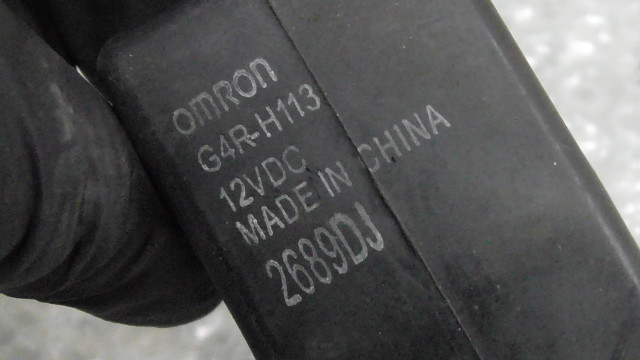 omron
G4R-H113
12VDC
MADE IN CHINA
2689DJ